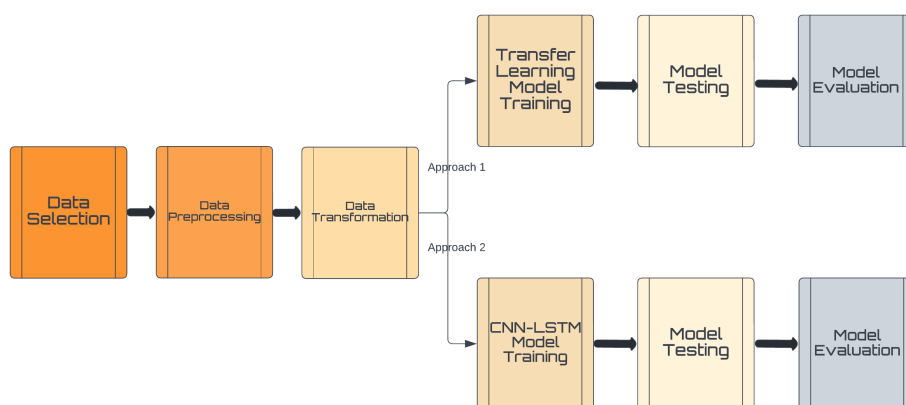 Data
Selection
Data
Preprocessing
Data
Transformation
Approach 1
Transfer
Learning
Model
Training
Model
Testing
Model
Evaluation
Approach 2
CNN-LSTM
Model
Training
Model
Testing
Model
Evaluation